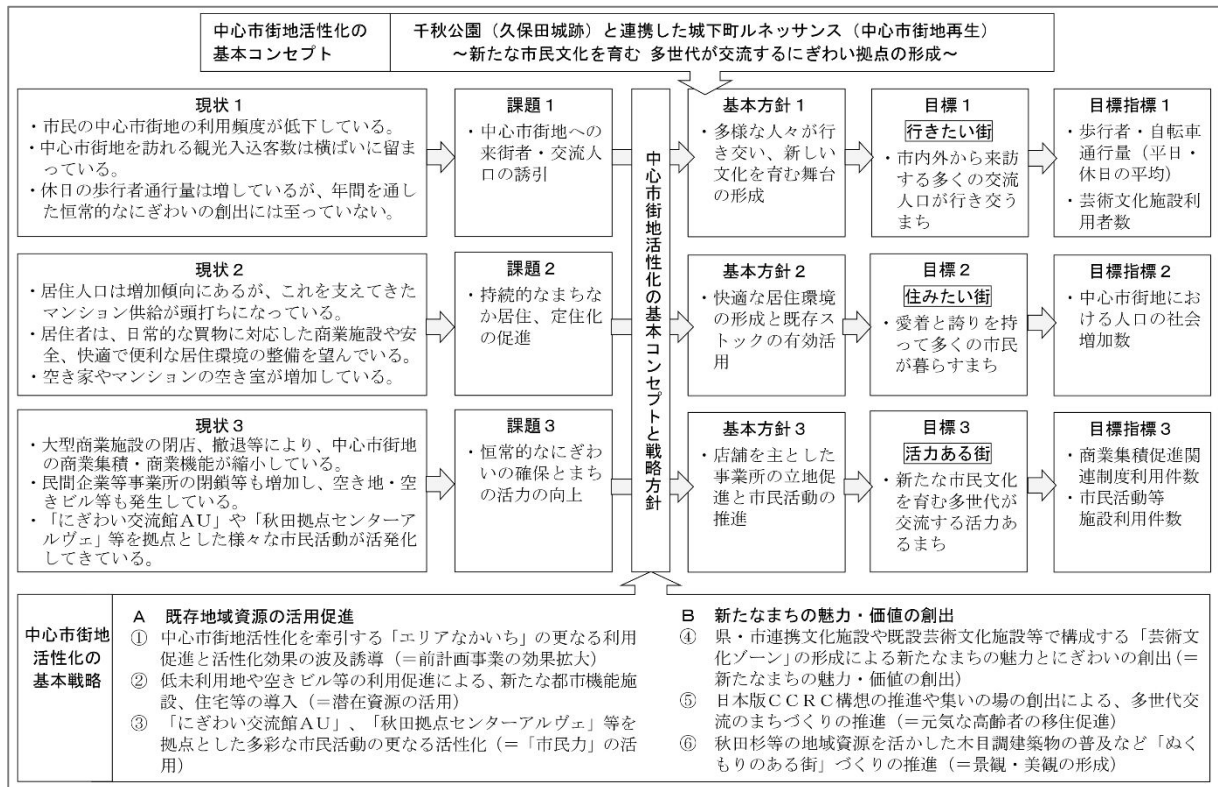 中心市街地活性化の
基本コンセプト
千秋公園（久保田城跡）と連携した城下町ルネッサンス（中心市街地再生）
～新たな市民文化を育む 多世代が交流するにぎわい拠点の形成～
現状１
・市民の中心市街地の利用頻度が低下している。
・中心市街地を訪れる観光入込客数は横ばいに留ま
っている。
・休日の歩行者通行量は増しているが、年間を通し
た恒常的なにぎわいの創出には至っていない。
課題１
・中心市街地への
来街者・交流人
口の誘引
中心市街地活性化の基本コンセプトと戦略方針
基本方針１
・多様な人々が行
き交い、新しい
文化を育む舞台
の形成
目標１
行きたい街
・市内外から来訪
する多くの交流
人口が行き交う
まち
目標指標１
・歩行者・自転車
通行量（平日・
休日の平均）
・芸術文化施設利
用者数
現状２
・居住人口は増加傾向にあるが、これを支えてきた
マンション供給が頭打ちになっている。
・居住者は、日常的な買物に対応した商業施設や安
全、快適で便利な居住環境の整備を望んでいる。
・空き家やマンションの空き室が増加している。
課題２
・持続的なまちな
か居住、定住化
の促進
基本方針２
・快適な居住環境
の形成と既存ス
トックの有効活
用
目標２
住みたい街
・愛着と誇りを持
って多くの市民
が暮らすまち
目標指標２
・中心市街地にお
ける人口の社会
増加数
現状３
・大型商業施設の閉店、撤退等により、中心市街地
の商業集積・商業機能が縮小している。
・民間企業等事業所の閉鎖等も増加し、空き地・空
きビル等も発生している。
・「にぎわい交流館ＡＵ」や「秋田拠点センターア
ルヴェ」等を拠点とした様々な市民活動が活発化
してきている。
課題３
・恒常的なにぎわ
いの確保とまち
の活力の向上
基本方針３
・店舗を主とした
事業所の立地促
進と市民活動の
推進
目標３
活力ある街
・新たな市民文化
を育む多世代が
交流する活力あ
るまち
目標指標３
・商業集積促進関
連制度利用件数
・市民活動等
施設利用件数
中心市街地
活性化の
基本戦略
Ａ 既存地域資源の活用促進
① 中心市街地活性化を牽引する「エリアなかいち」の更なる利用
促進と活性化効果の波及誘導（＝前計画事業の効果拡大）
② 低未利用地や空きビル等の利用促進による、新たな都市機能施
設、住宅等の導入（＝潜在資源の活用）
③ 「にぎわい交流館ＡＵ」、「秋田拠点センターアルヴェ」等を
拠点とした多彩な市民活動の更なる活性化（＝「市民力」の活
用）
Ｂ 新たなまちの魅力・価値の創出
④ 県・市連携文化施設や既設芸術文化施設等で構成する「芸術文
化ゾーン」の形成による新たなまちの魅力とにぎわいの創出（＝
新たなまちの魅力・価値の創出）
⑤ 日本版ＣＣＲＣ構想の推進や集いの場の創出による、多世代交
流のまちづくりの推進（＝元気な高齢者の移住促進）
⑥ 秋田杉等の地域資源を活かした木目調建築物の普及など「ぬく
もりのある街」づくりの推進（＝景観・美観の形成）